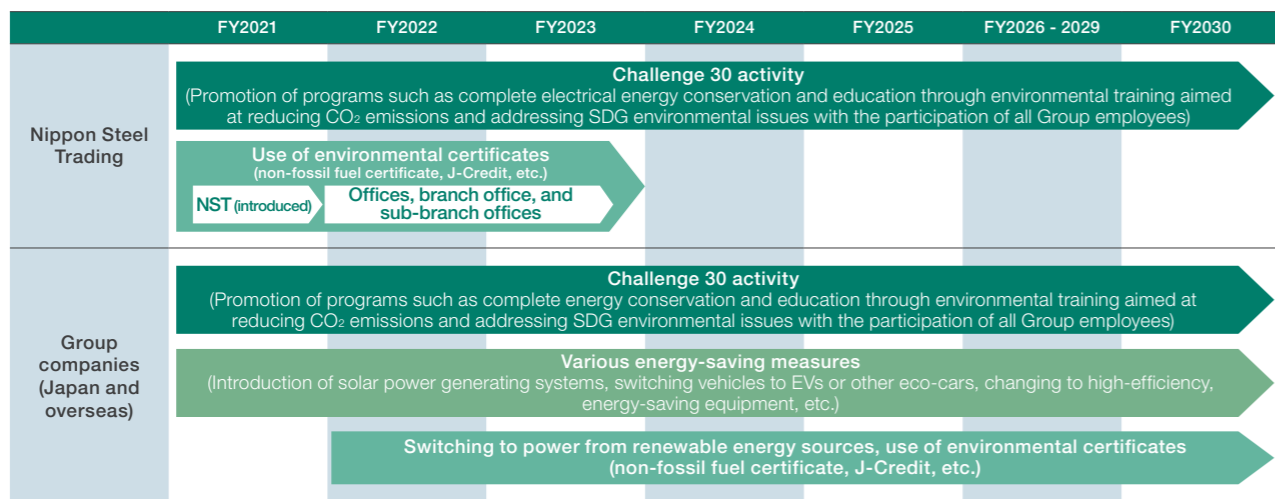 FY2021 FY2022 FY2023 FY2024 FY2025 FY2026 - 2029 FY2030
Nippon Steel
Trading
Challenge 30 activity
(Promotion of programs such as complete electrical energy conservation and education through environmental training aimed
at reducing CO₂ emissions and addressing SDG environmental issues with the participation of all Group employees)
Use of environmental certificates
(non-fossil fuel certificate, J-Credit, etc.)
NST (introduced)
Offices, branch office, and
sub-branch offices
Group
companies
(Japan and
overseas)
Challenge 30 activity
(Promotion of programs such as complete energy conservation and education through environmental training aimed at
reducing CO₂ emissions and addressing SDG environmental issues with the participation of all Group employees)
Various energy-saving measures
(Introduction of solar power generating systems, switching vehicles to EVs or other eco-cars, changing to high-efficiency,
energy-saving equipment, etc.)
Switching to power from renewable energy sources, use of environmental certificates
(non-fossil fuel certificate, J-Credit, etc.)